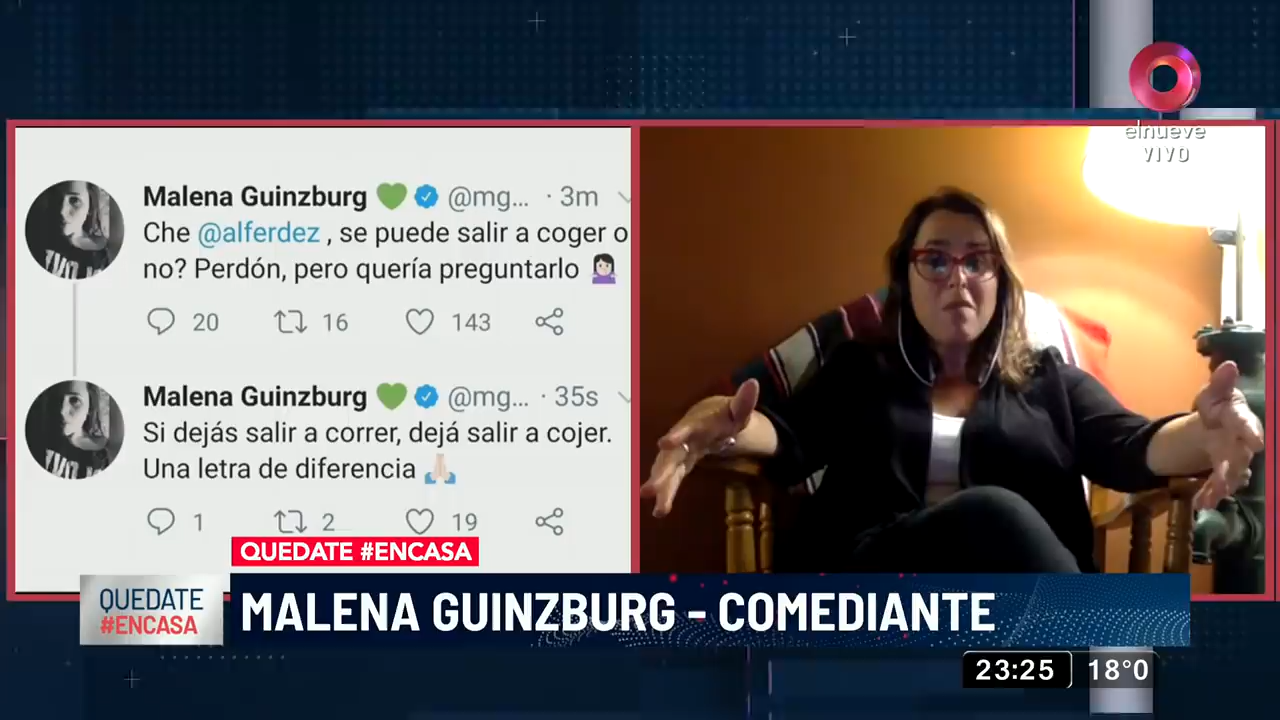 elnueve
VIVO
Malena Guinzburg 💚 @mg... · 3m
Che @alferdez , se puede salir a coger o
no? Perdón, pero quería preguntarlo 🤷🏻‍♀️
20 16 143
Malena Guinzburg 💚 @mg... · 35s
Si dejás salir a correr, dejá salir a cojer.
Una letra de diferencia 🙏🏻
1 2 19
QUEDATE #ENCASA
QUEDATE
#ENCASA
MALENA GUINZBURG - COMEDIANTE
23:25 18°0